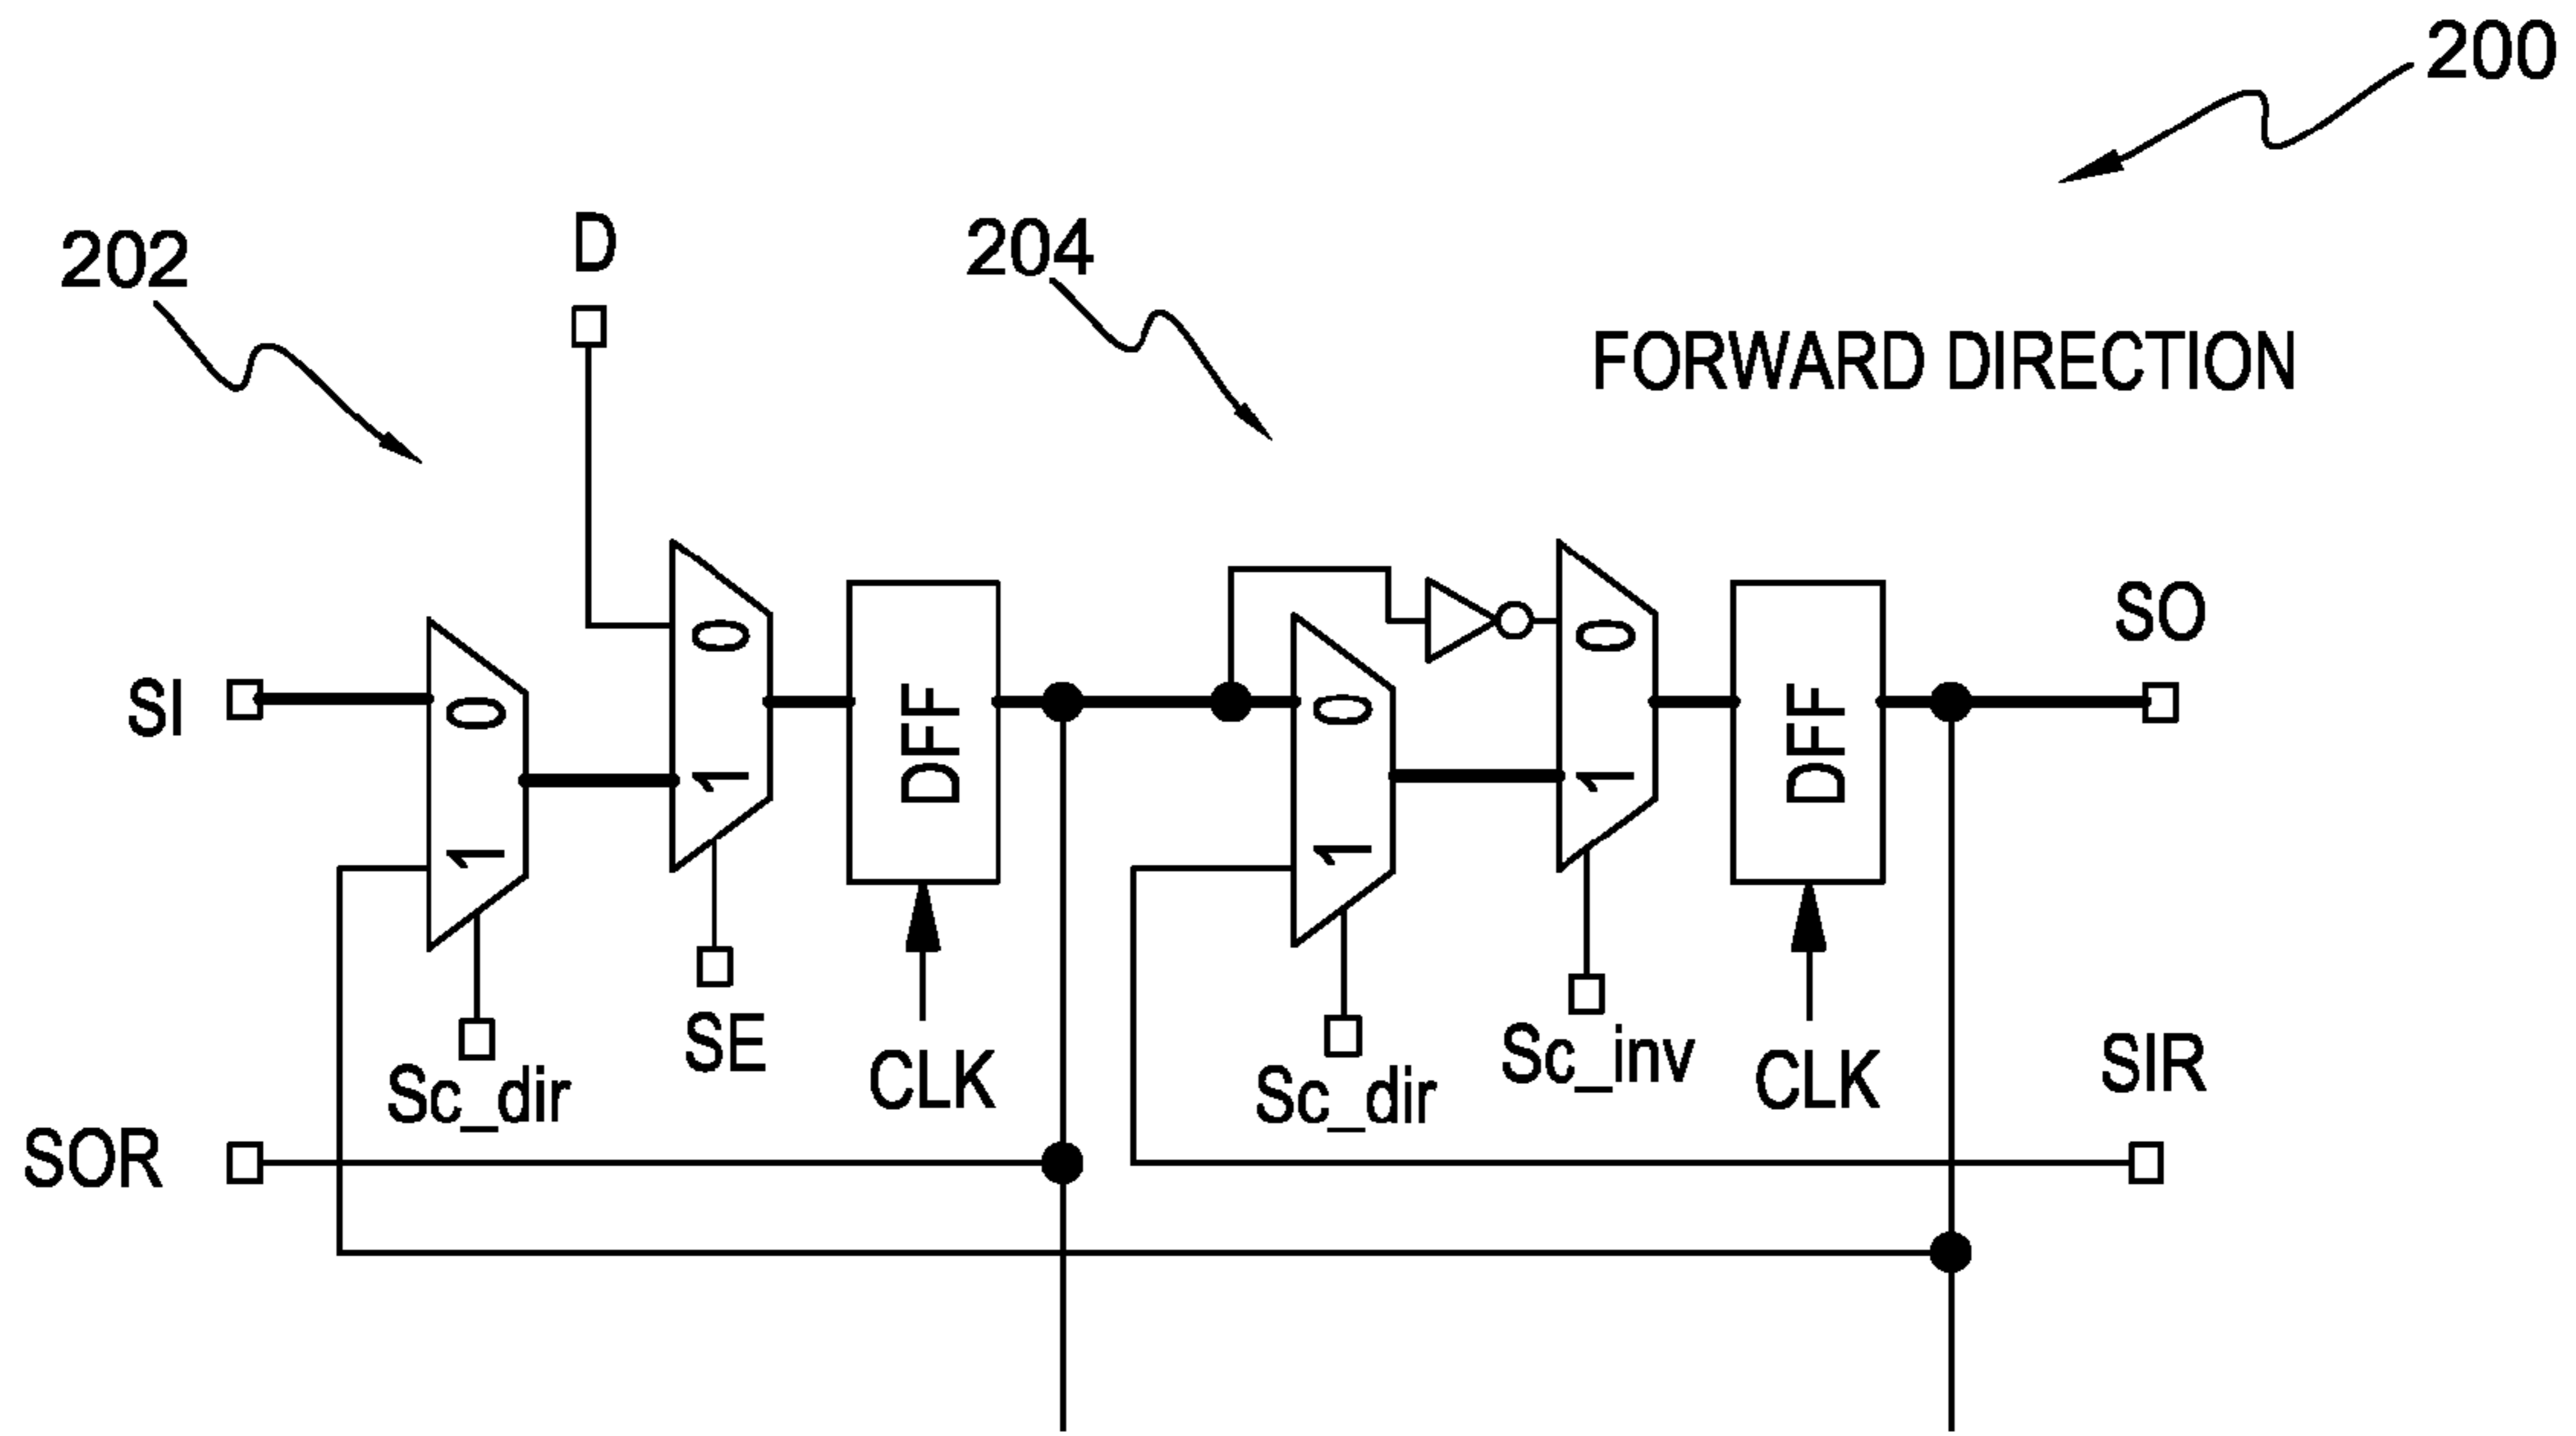 200
202
D
204
FORWARD DIRECTION
SI
0
1
0
1
DFF
0
1
0
1
DFF
SO
Sc_dir
SE
CLK
Sc_dir
Sc_inv
CLK
SIR
SOR